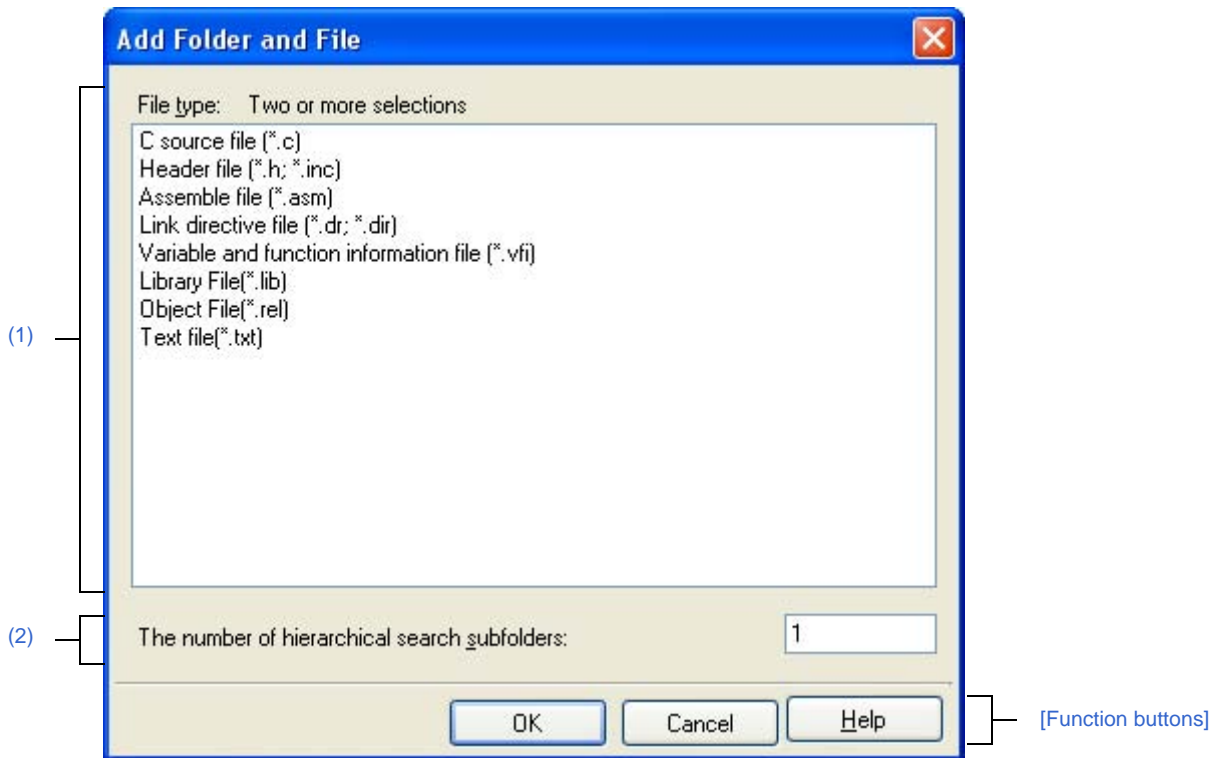 Add Folder and File
File type: Two or more selections
C source file (*.c)
Header file (*.h; *.inc)
Assemble file (*.asm)
Link directive file (*.dr; *.dir)
Variable and function information file (*.vfi)
Library File(*.lib)
Object File(*.rel)
Text file(*.txt)
(1)
(2)
The number of hierarchical search subfolders: 1
OK Cancel Help
[Function buttons]